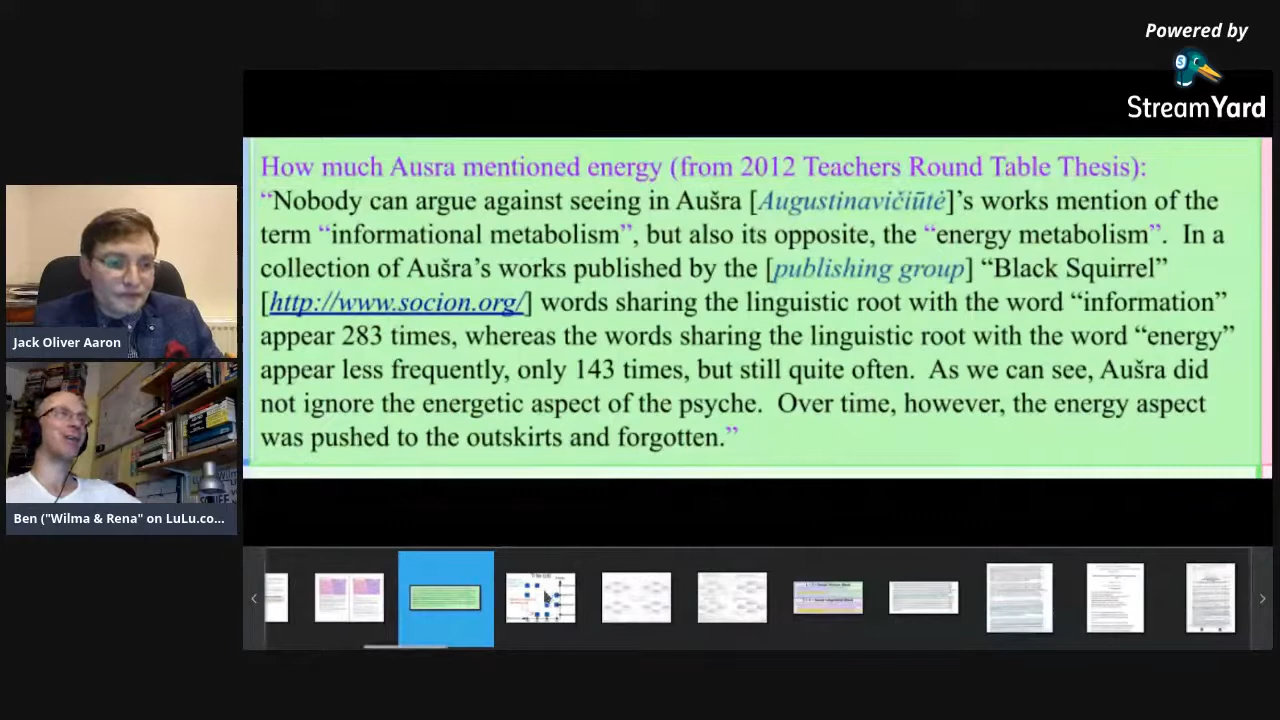 Powered by
StreamYard
How much Ausra mentioned energy (from 2012 Teachers Round Table Thesis):
“Nobody can argue against seeing in Aušra [Augustinavičiūtė]’s works mention of the
term “informational metabolism”, but also its opposite, the “energy metabolism”. In a
collection of Aušra’s works published by the [publishing group] “Black Squirrel”
[http://www.socion.org/] words sharing the linguistic root with the word “information”
appear 283 times, whereas the words sharing the linguistic root with the word “energy”
appear less frequently, only 143 times, but still quite often. As we can see, Aušra did
not ignore the energetic aspect of the psyche. Over time, however, the energy aspect
was pushed to the outskirts and forgotten.”
Jack Oliver Aaron
Ben ("Wilma & Rena" on LuLu.co...